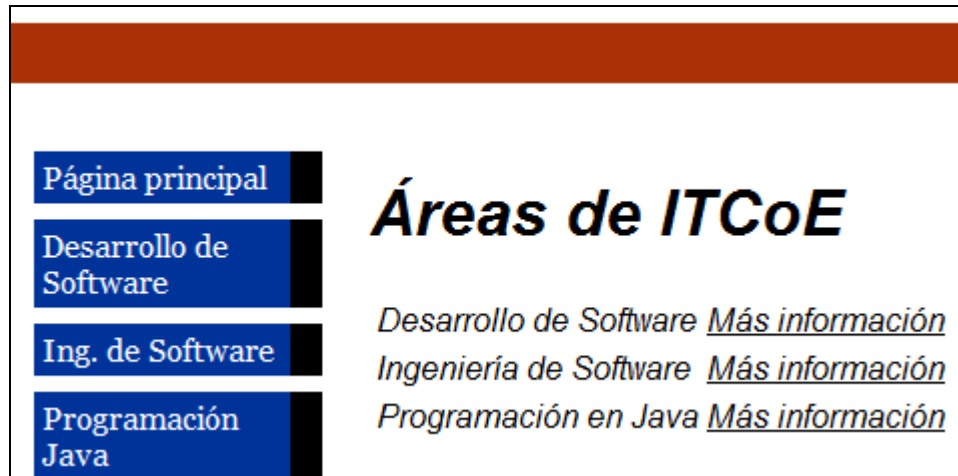 Página principal
Desarrollo de
Software
Ing. de Software
Programación
Java
Áreas de ITCoE
Desarrollo de Software Más información
Ingeniería de Software Más información
Programación en Java Más información